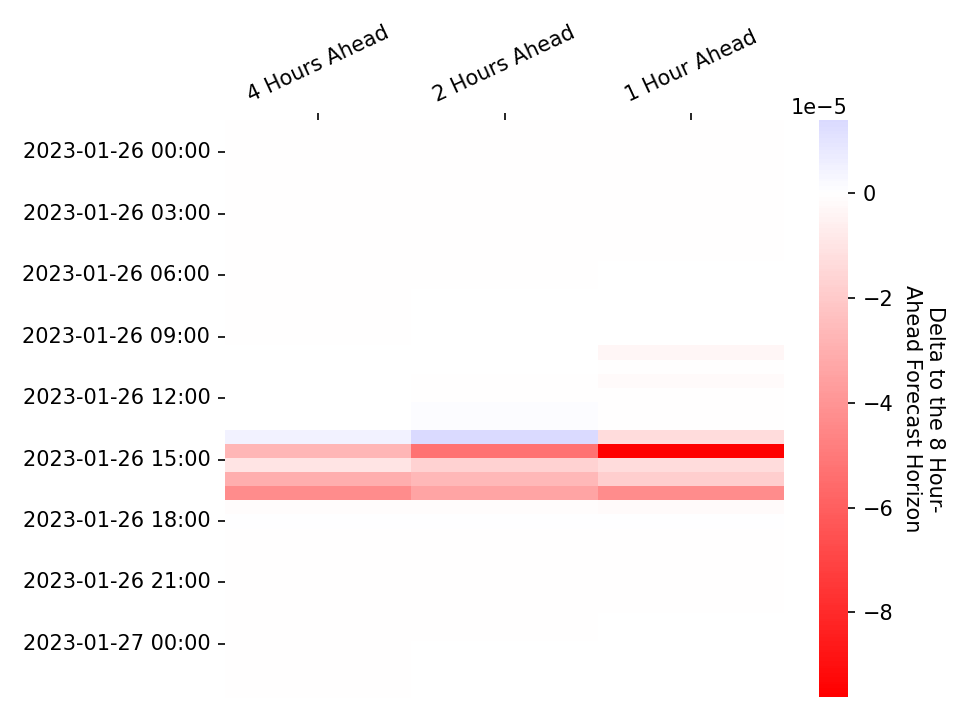 4 Hours Ahead
2 Hours Ahead
1 Hour Ahead
1e−5
2023-01-26 00:00
2023-01-26 03:00
2023-01-26 06:00
2023-01-26 09:00
2023-01-26 12:00
2023-01-26 15:00
2023-01-26 18:00
2023-01-26 21:00
2023-01-27 00:00
0
−2
−4
−6
−8
Delta to the 8 Hour-
Ahead Forecast Horizon